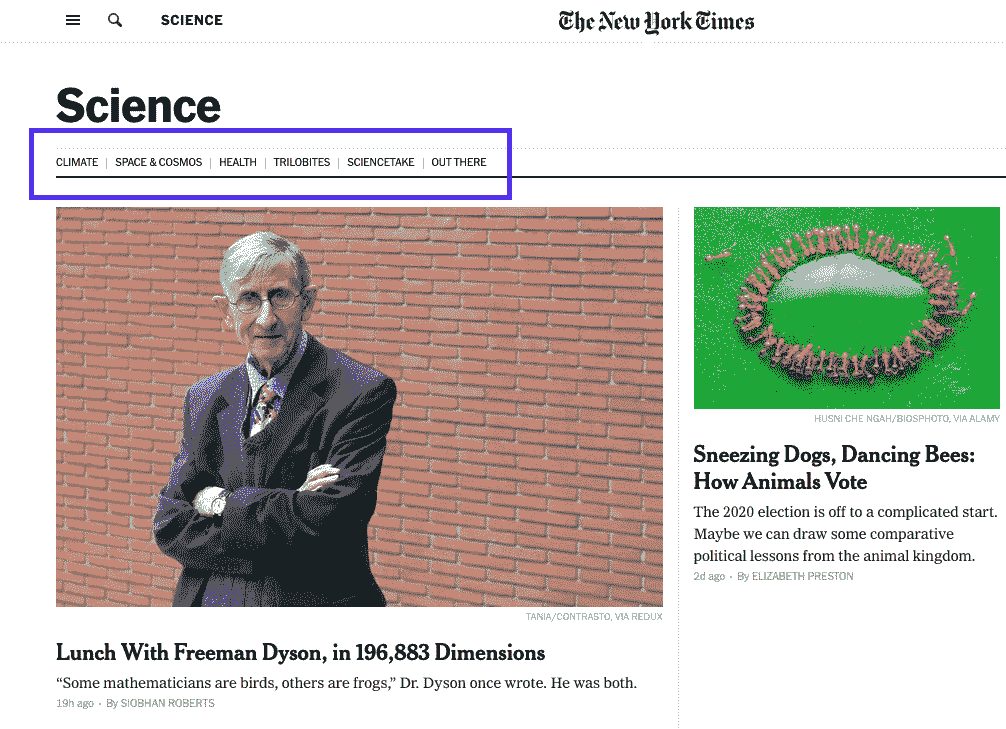 SCIENCE
The New York Times
Science
CLIMATE | SPACE & COSMOS | HEALTH | TRILOBITES | SCIENCETAKE | OUT THERE
TANIA/CONTRASTO, VIA REDUX
Lunch With Freeman Dyson, in 196,883 Dimensions
“Some mathematicians are birds, others are frogs,” Dr. Dyson once wrote. He was both.
19h ago • By SIOBHAN ROBERTS
HUSNI CHE NGAH/BIOSPHOTO, VIA ALAMY
Sneezing Dogs, Dancing Bees:
How Animals Vote
The 2020 election is off to a complicated start.
Maybe we can draw some comparative
political lessons from the animal kingdom.
2d ago • By ELIZABETH PRESTON